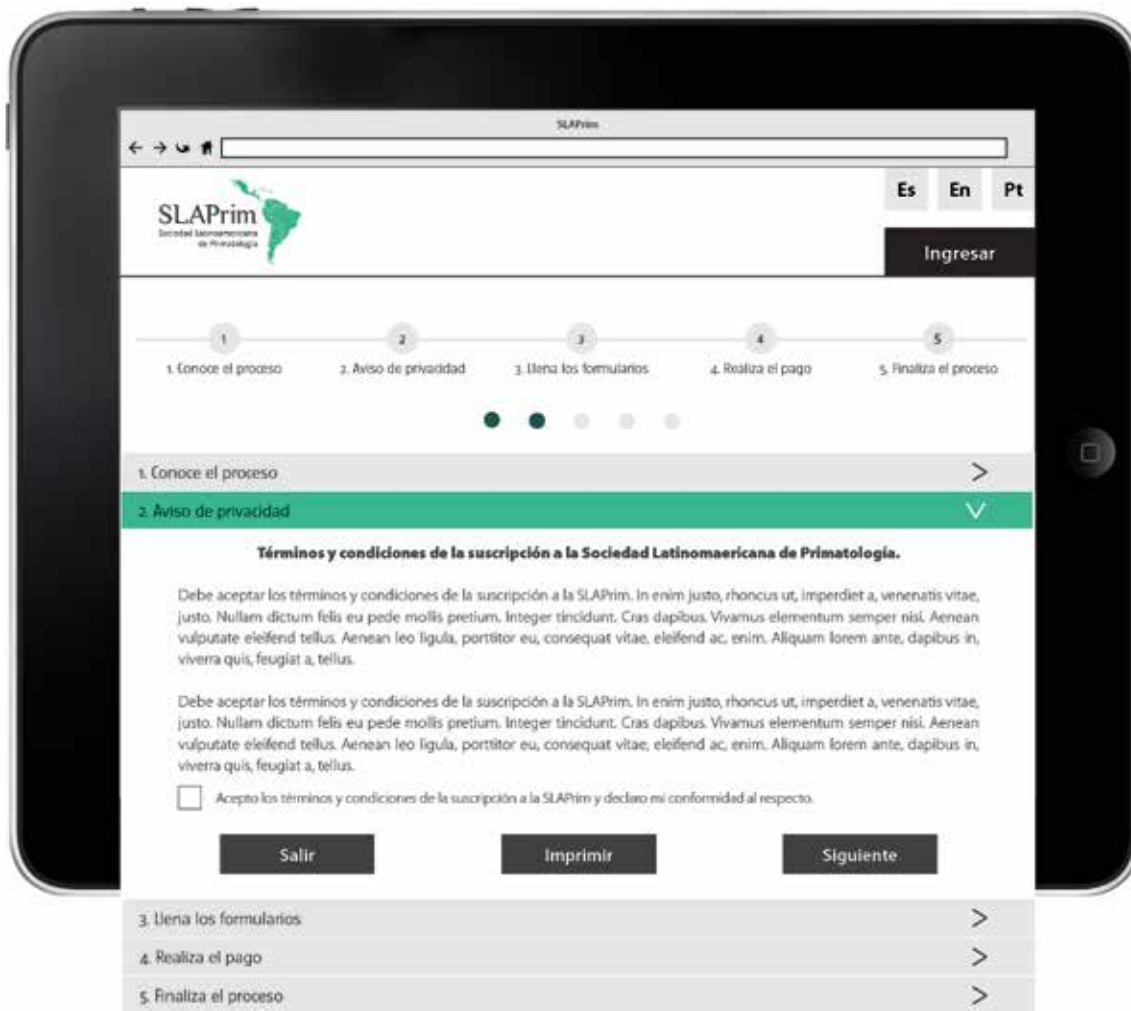 SLAPrim
SLAPrim
Sociedad Latinoamericana
de Primatología
Es En Pt
Ingresar
1 2 3 4 5
1. Conoce el proceso 2. Aviso de privacidad 3. Llena los formularios 4. Realiza el pago 5. Finaliza el proceso
1. Conoce el proceso
2. Aviso de privacidad
Términos y condiciones de la suscripción a la Sociedad Latinomaericana de Primatología.
Debe aceptar los términos y condiciones de la suscripción a la SLAPrim. In enim justo, rhoncus ut, imperdiet a, venenatis vitae,
justo. Nullam dictum felis eu pede mollis pretium. Integer tincidunt. Cras dapibus. Vivamus elementum semper nisi. Aenean
vulputate eleifend tellus. Aenean leo ligula, porttitor eu, consequat vitae, eleifend ac, enim. Aliquam lorem ante, dapibus in,
viverra quis, feugiat a, tellus.
Debe aceptar los términos y condiciones de la suscripción a la SLAPrim. In enim justo, rhoncus ut, imperdiet a, venenatis vitae,
justo. Nullam dictum felis eu pede mollis pretium. Integer tincidunt. Cras dapibus. Vivamus elementum semper nisi. Aenean
vulputate eleifend tellus. Aenean leo ligula, porttitor eu, consequat vitae, eleifend ac, enim. Aliquam lorem ante, dapibus in,
viverra quis, feugiat a, tellus.
Acepto los términos y condiciones de la suscripción a la SLAPrim y declaro mi conformidad al respecto.
Salir Imprimir Siguiente
3. Llena los formularios
4. Realiza el pago
5. Finaliza el proceso